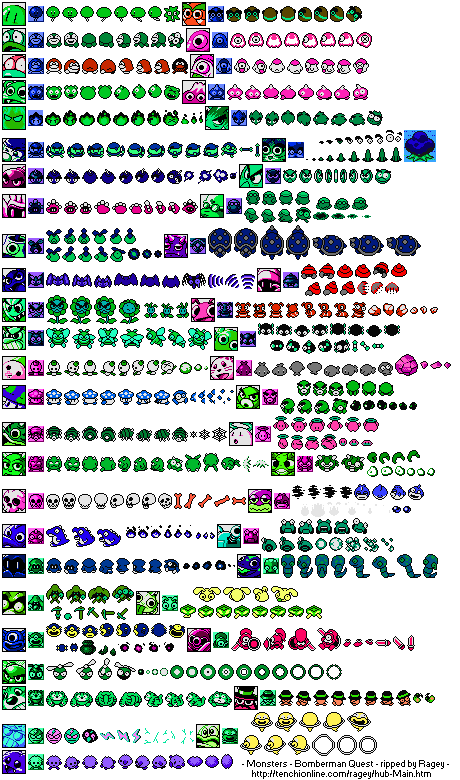 - Monsters - Bomberman Quest - ripped by Ragey -
http://tenchionline.com/ragey/hub-Main.htm